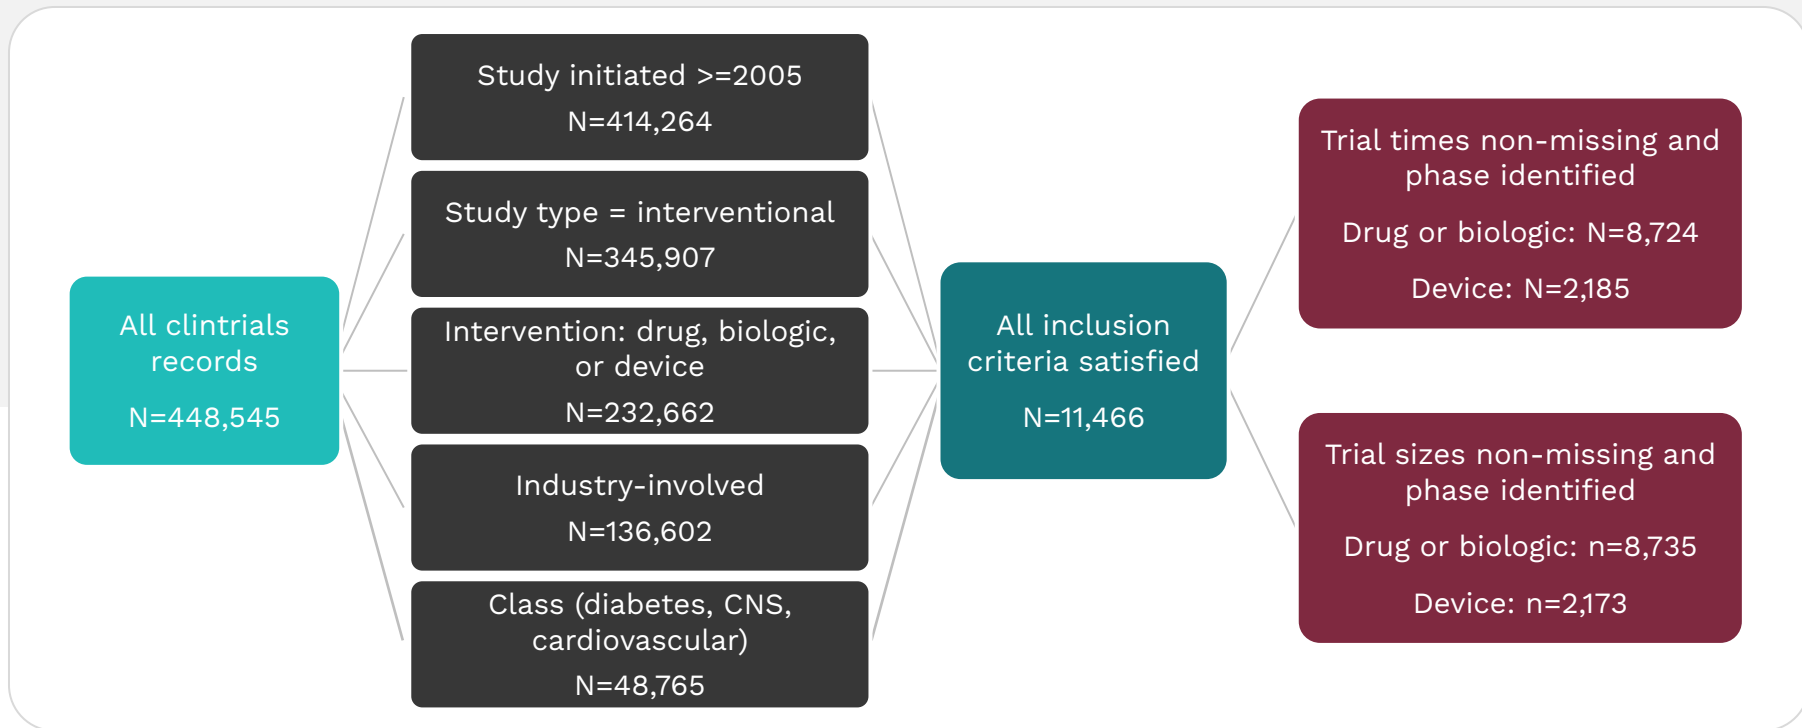 All clintrials
records
N=448,545
Study initiated >=2005
N=414,264
Study type = interventional
N=345,907
Intervention: drug, biologic,
or device
N=232,662
Industry-involved
N=136,602
Class (diabetes, CNS,
cardiovascular)
N=48,765
All inclusion
criteria satisfied
N=11,466
Trial times non-missing and
phase identified
Drug or biologic: N=8,724
Device: N=2,185
Trial sizes non-missing and
phase identified
Drug or biologic: n=8,735
Device: n=2,173